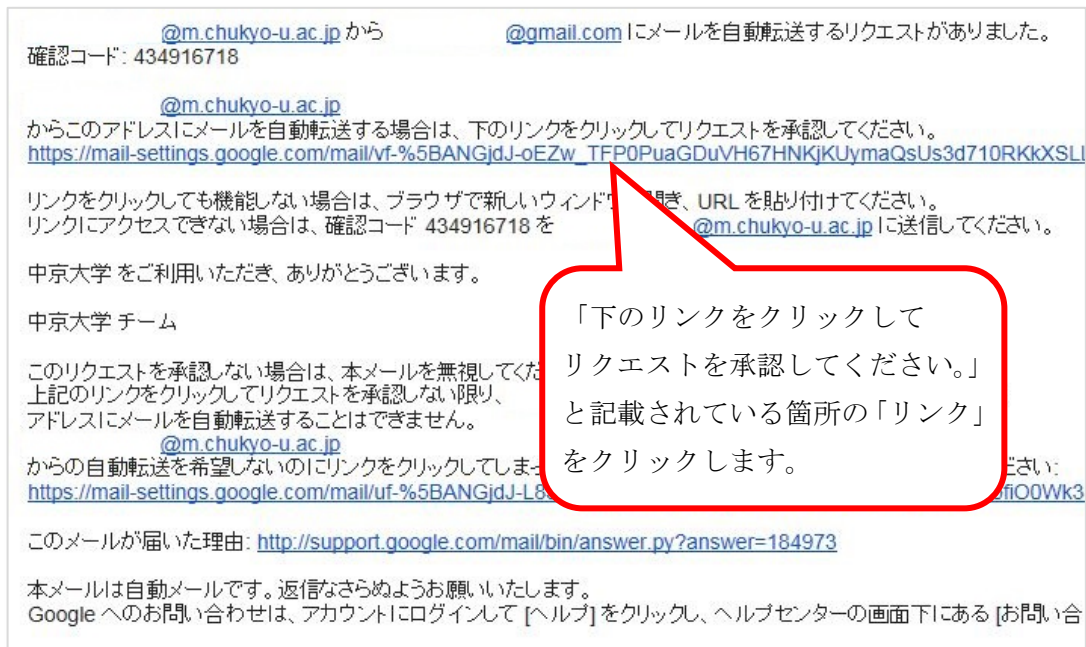 @m.chukyo-u.ac.jp から @gmail.com にメールを自動転送するリクエストがありました。
確認コード: 434916718
@m.chukyo-u.ac.jp
からこのアドレスにメールを自動転送する場合は、下のリンクをクリックしてリクエストを承認してください。
https://mail-settings.google.com/mail/vf-%5BANGjdJ-oEZw_TFP0PuaGDuVH67HNKjKUymaQsUs3d710RKkXSLL
リンクをクリックしても機能しない場合は、ブラウザで新しいウィンドウ 開き、URL を貼り付けてください。
リンクにアクセスできない場合は、確認コード 434916718 を @m.chukyo-u.ac.jp に送信してください。
中京大学 をご利用いただき、ありがとうございます。
中京大学 チーム
このリクエストを承認しない場合は、本メールを無視してくだ
上記のリンクをクリックしてリクエストを承認しない限り、
アドレスにメールを自動転送することはできません。
@m.chukyo-u.ac.jp
からの自動転送を希望しないのにリンクをクリックしてしまっ ださい:
https://mail-settings.google.com/mail/uf-%5BANGjdJ-L8 fiO0Wk3
このメールが届いた理由: http://support.google.com/mail/bin/answer.py?answer=184973
本メールは自動メールです。返信なさらぬようお願いいたします。
Google へのお問い合わせは、アカウントにログインして [ヘルプ] をクリックし、ヘルプセンターの画面下にある [お問い合
「下のリンクをクリックして
リクエストを承認してください。」
と記載されている箇所の「リンク」
をクリックします。